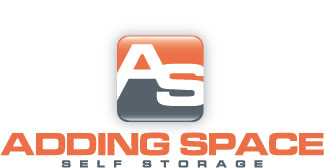 AS
ADDING SPACE
SELF STORAGE